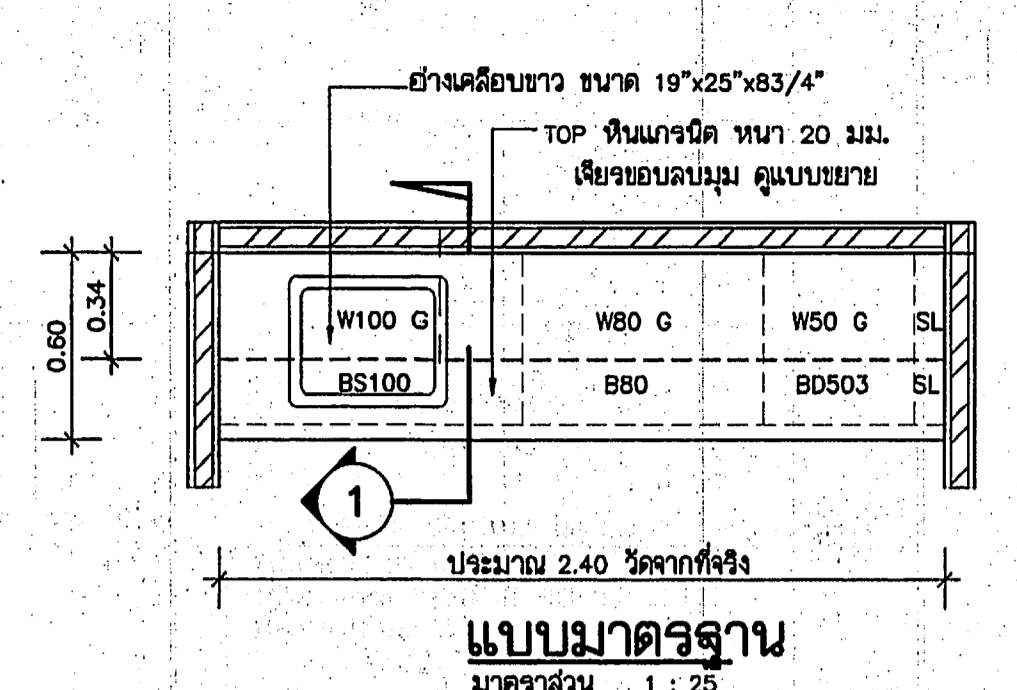 อ่างเคลือบขาว ขนาด 19"x25"x83/4"
TOP หินแกรนิต หนา 20 มม.
เจียรขอบลบมุม ดูแบบขยาย
0.60
0.34
W100 G
W80 G
W50 G
SL
BS100
B80
BD503
SL
1
ประมาณ 2.40 วัดจากที่จริง
แบบมาตรฐาน
มาตราส่วน 1 : 25